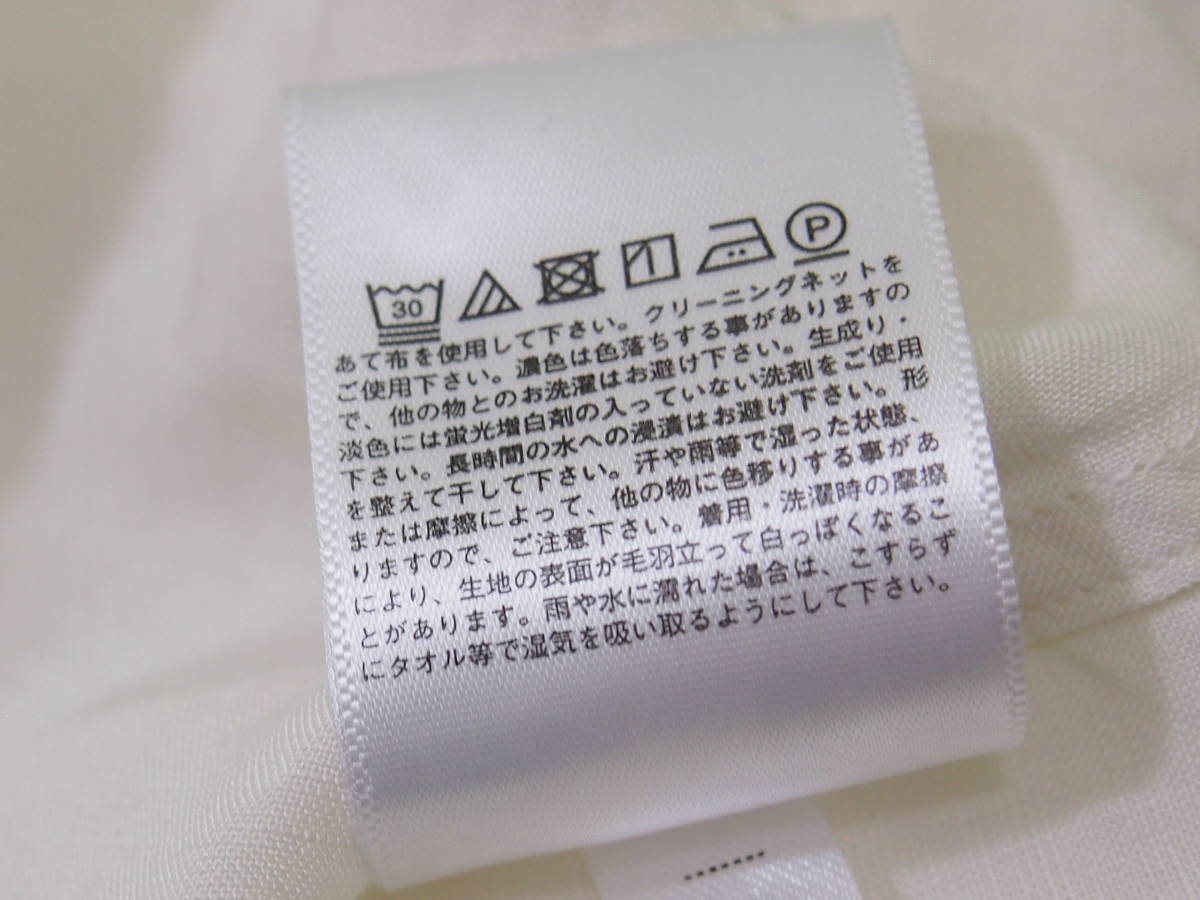 30 P
あて布を使用して下さい。クリーニングネットを
ご使用下さい。濃色は色落ちする事がありますの
で、他の物とのお洗濯はお避け下さい。生成り・
淡色には蛍光増白剤の入っていない洗剤をご使用
下さい。長時間の水への浸漬はお避け下さい。形
を整えて干して下さい。汗や雨等で湿った状態、
または摩擦によって、他の物に色移りする事があ
りますので、ご注意下さい。着用・洗濯時の摩擦
により、生地の表面が毛羽立って白っぽくなるこ
とがあります。雨や水に濡れた場合は、こすらず
にタオル等で湿気を吸い取るようにして下さい。